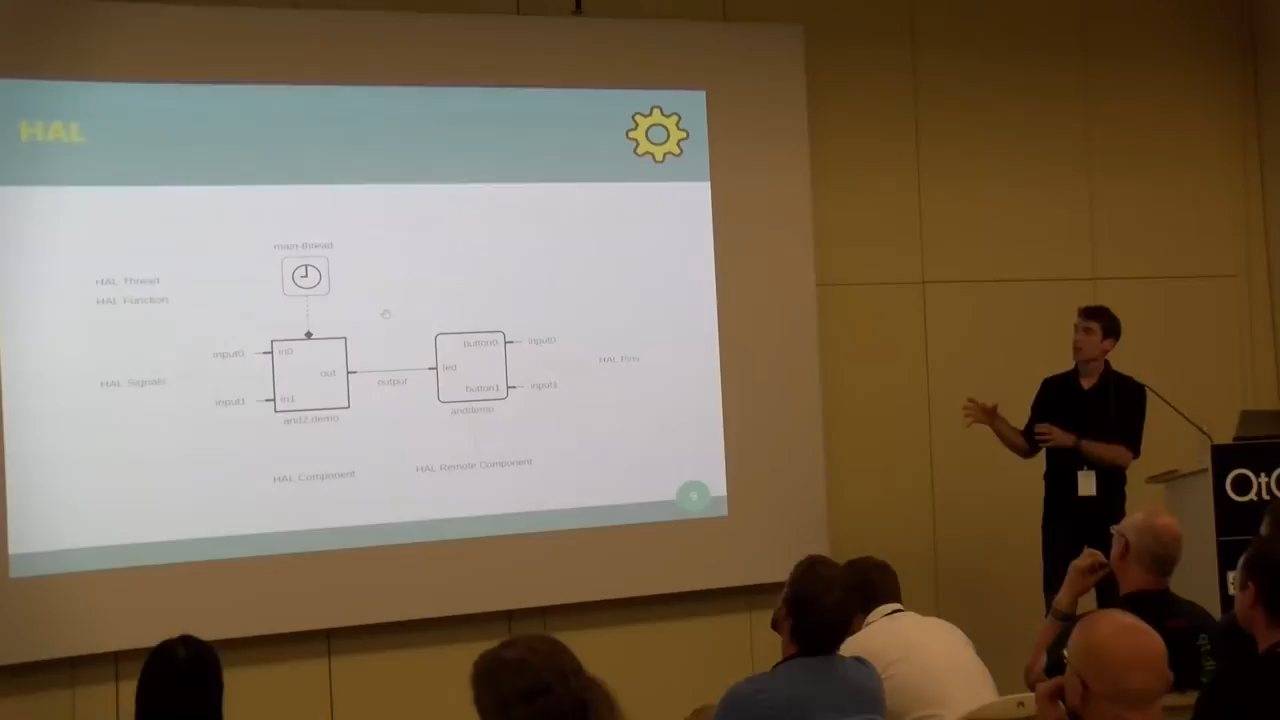 HAL
main-thread
HAL Thread
HAL Function
input0
in0
button0
input0
out
led
HAL Pins
output
HAL Signals
input1
in1
button1
input1
and2.demo
anddemo
HAL Component
HAL Remote Component
9
Qt